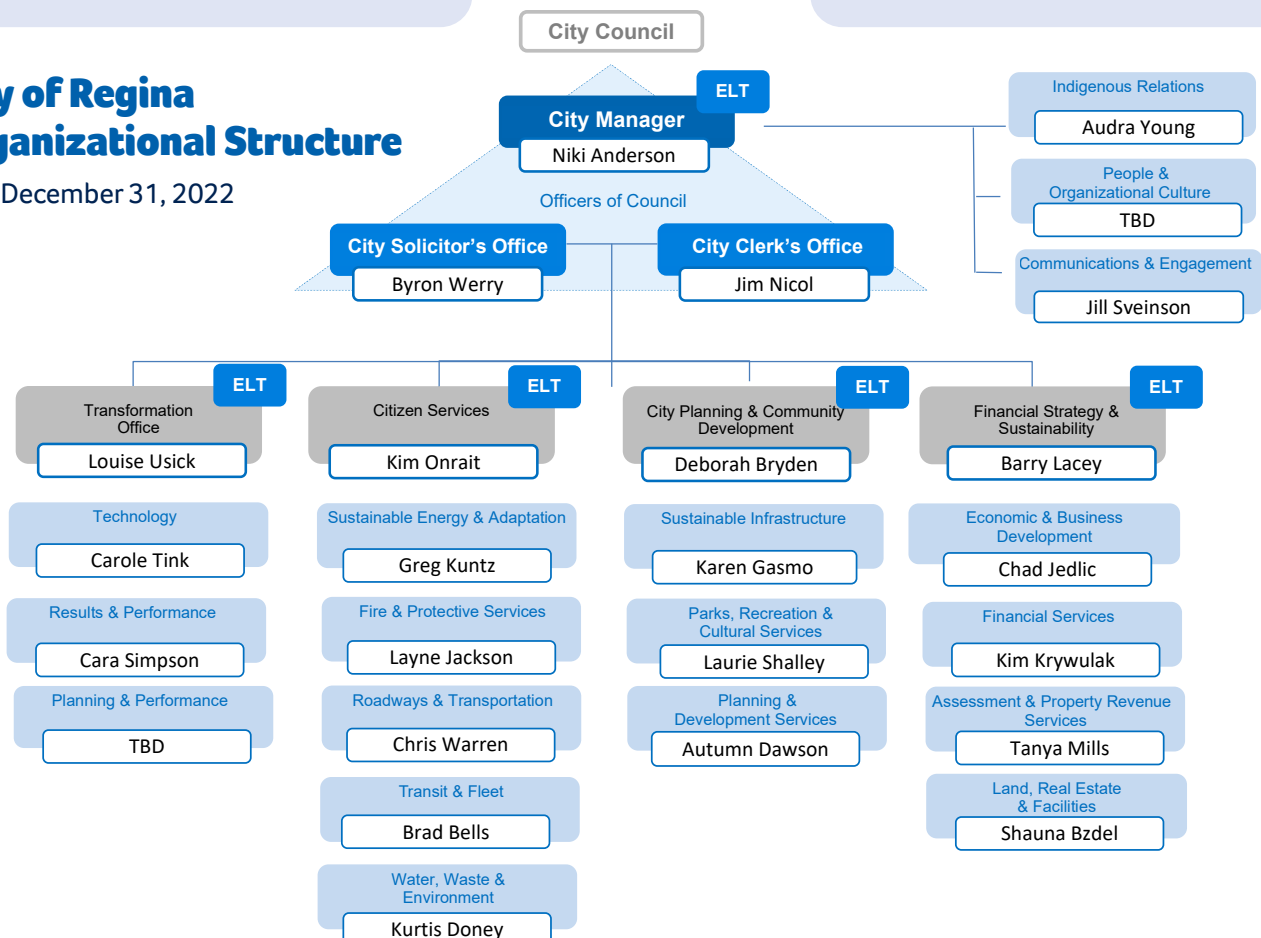 City Council
y of Regina
ganizational Structure
December 31, 2022
ELT
City Manager
Niki Anderson
Officers of Council
City Solicitor's Office
Byron Werry
City Clerk's Office
Jim Nicol
Indigenous Relations
Audra Young
People &
Organizational Culture
TBD
Communications & Engagement
Jill Sveinson
ELT
Transformation
Office
Louise Usick
Technology
Carole Tink
Results & Performance
Cara Simpson
Planning & Performance
TBD
ELT
Citizen Services
Kim Onrait
Sustainable Energy & Adaptation
Greg Kuntz
Fire & Protective Services
Layne Jackson
Roadways & Transportation
Chris Warren
Transit & Fleet
Brad Bells
Water, Waste &
Environment
Kurtis Doney
ELT
City Planning & Community
Development
Deborah Bryden
Sustainable Infrastructure
Karen Gasmo
Parks, Recreation &
Cultural Services
Laurie Shalley
Planning &
Development Services
Autumn Dawson
ELT
Financial Strategy &
Sustainability
Barry Lacey
Economic & Business
Development
Chad Jedlic
Financial Services
Kim Krywulak
Assessment & Property Revenue
Services
Tanya Mills
Land, Real Estate
& Facilities
Shauna Bzdel